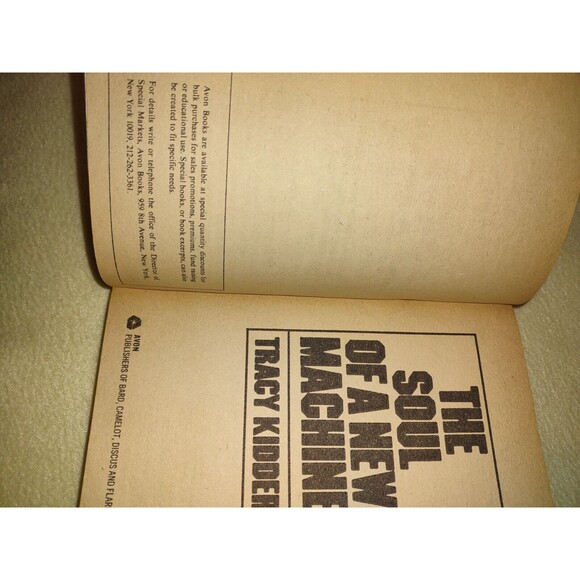 Avon Books are available at special quantity discounts for
bulk purchases for sales promotions, premiums, fund raising
or educational use. Special books, or book excerpts, can also
be created to fit specific needs.
For details write or telephone the office of the Director of
Special Markets, Avon Books, 959 8th Avenue, New York,
New York 10019, 212-262-3361.
THE
SOUL
OF A NEW
MACHINE
TRACY KIDDER
AVON
PUBLISHERS OF BARD, CAMELOT, DISCUS AND FLAR